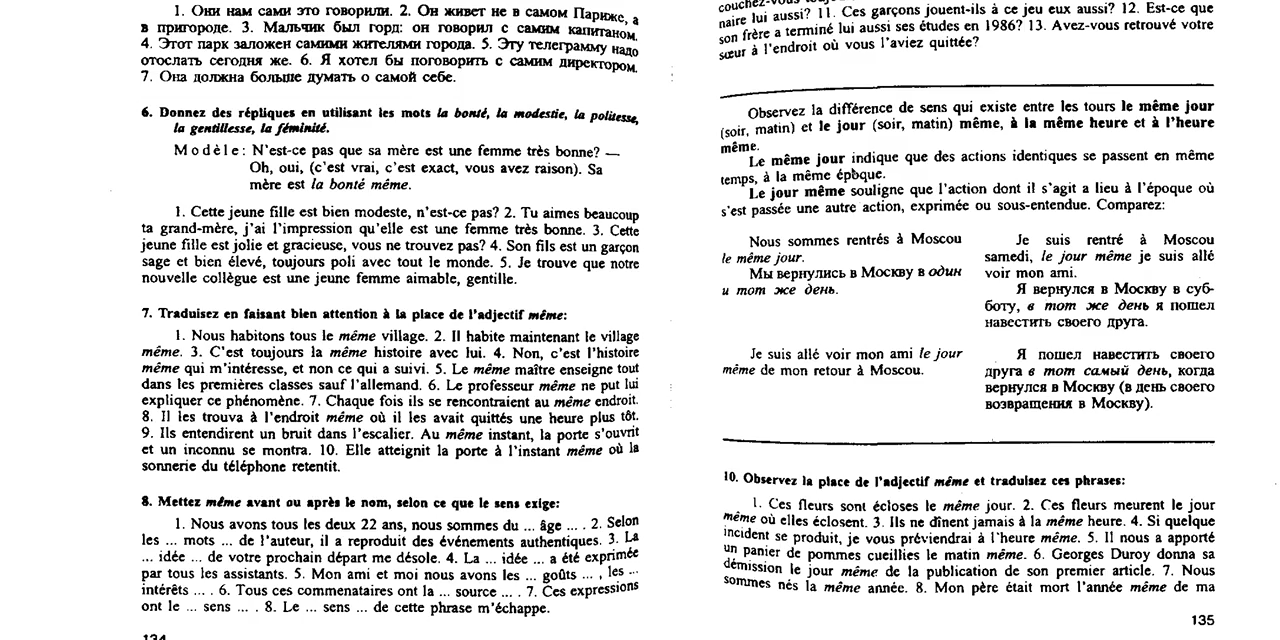 1. Они нам сами это говорили. 2. Он живет не в самом Париже, а
в пригороде. 3. Мальчик был горд: он говорил с самим капитаном.
4. Этот парк заложен самими жителями города. 5. Эту телеграмму надо
отослать сегодня же. 6. Я хотел бы поговорить с самим директором.
7. Она должна больше думать о самой себе.
6. Donnez des répliques en utilisant les mots la bonté, la modestie, la politesse,
la gentillesse, la féminité.
Modèle: N'est-ce pas que sa mère est une femme très bonne? —
Oh, oui, (c'est vrai, c'est exact, vous avez raison). Sa
mère est la bonté même.
1. Cette jeune fille est bien modeste, n'est-ce pas? 2. Tu aimes beaucoup
ta grand-mère, j'ai l'impression qu'elle est une femme très bonne. 3. Cette
jeune fille est jolie et gracieuse, vous ne trouvez pas? 4. Son fils est un garçon
sage et bien élevé, toujours poli avec tout le monde. 5. Je trouve que notre
nouvelle collègue est une jeune femme aimable, gentille.
7. Traduisez en faisant bien attention à la place de l'adjectif même:
1. Nous habitons tous le même village. 2. Il habite maintenant le village
même. 3. C'est toujours la même histoire avec lui. 4. Non, c'est l'histoire
même qui m'intéresse, et non ce qui a suivi. 5. Le même maître enseigne tout
dans les premières classes sauf l'allemand. 6. Le professeur même ne put lui
expliquer ce phénomène. 7. Chaque fois ils se rencontraient au même endroit.
8. Il les trouva à l'endroit même où il les avait quittés une heure plus tôt.
9. Ils entendirent un bruit dans l'escalier. Au même instant, la porte s'ouvrit
et un inconnu se montra. 10. Elle atteignit la porte à l'instant même où la
sonnerie du téléphone retentit.
8. Mettez même avant ou après le nom, selon ce que le sens exige:
1. Nous avons tous les deux 22 ans, nous sommes du ... âge ... . 2. Selon
les ... mots ... de l'auteur, il a reproduit des événements authentiques. 3. La
... idée ... de votre prochain départ me désole. 4. La ... idée ... a été exprimée
par tous les assistants. 5. Mon ami et moi nous avons les ... goûts ... , les ...
intérêts ... . 6. Tous ces commenataires ont la ... source ... . 7. Ces expressions
ont le ... sens ... . 8. Le ... sens ... de cette phrase m'échappe.
134
naire lui aussi? 11. Ces garçons jouent-ils à ce jeu eux aussi? 12. Est-ce que
son frère a terminé lui aussi ses études en 1986? 13. Avez-vous retrouvé votre
sœur à l'endroit où vous l'aviez quittée?
Observez la différence de sens qui existe entre les tours le même jour
(soir, matin) et le jour (soir, matin) même, à la même heure et à l'heure
même.
Le même jour indique que des actions identiques se passent en même
temps, à la même époque.
Le jour même souligne que l'action dont il s'agit a lieu à l'époque où
s'est passée une autre action, exprimée ou sous-entendue. Comparez:
Nous sommes rentrés à Moscou
le même jour.
Мы вернулись в Москву в один
и тот же день.
Je suis rentré à Moscou
samedi, le jour même je suis allé
voir mon ami.
Я вернулся в Москву в суб-
боту, в тот же день я пошел
навестить своего друга.
Je suis allé voir mon ami le jour
même de mon retour à Moscou.
Я пошел навестить своего
друга в тот самый день, когда
вернулся в Москву (в день своего
возвращения в Москву).
10. Observez la place de l'adjectif même et traduisez ces phrases:
1. Ces fleurs sont écloses le même jour. 2. Ces fleurs meurent le jour
même où elles éclosent. 3. Ils ne dînent jamais à la même heure. 4. Si quelque
incident se produit, je vous préviendrai à l'heure même. 5. Il nous a apporté
un panier de pommes cueillies le matin même. 6. Georges Duroy donna sa
démission le jour même de la publication de son premier article. 7. Nous
sommes nés la même année. 8. Mon père était mort l'année même de ma
135